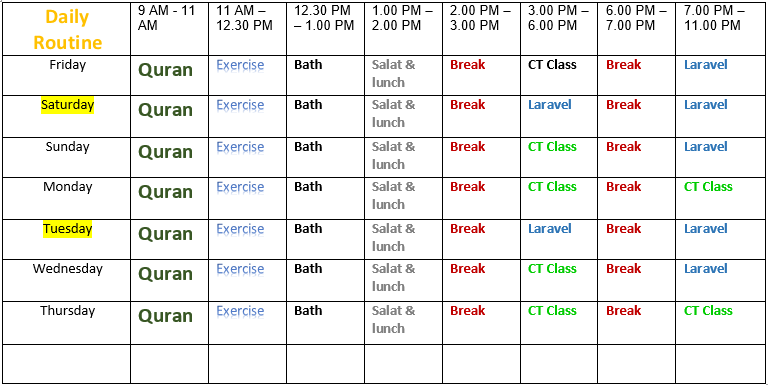 Daily Routine 9 AM - 11 AM 11 AM – 12.30 PM 12.30 PM – 1.00 PM 1.00 PM – 2.00 PM 2.00 PM – 3.00 PM 3.00 PM – 6.00 PM 6.00 PM – 7.00 PM 7.00 PM – 11.00 PM
Friday Quran Exercise Bath Salat & lunch Break CT Class Break Laravel
Saturday Quran Exercise Bath Salat & lunch Break Laravel Break Laravel
Sunday Quran Exercise Bath Salat & lunch Break CT Class Break Laravel
Monday Quran Exercise Bath Salat & lunch Break CT Class Break CT Class
Tuesday Quran Exercise Bath Salat & lunch Break Laravel Break Laravel
Wednesday Quran Exercise Bath Salat & lunch Break CT Class Break Laravel
Thursday Quran Exercise Bath Salat & lunch Break CT Class Break CT Class